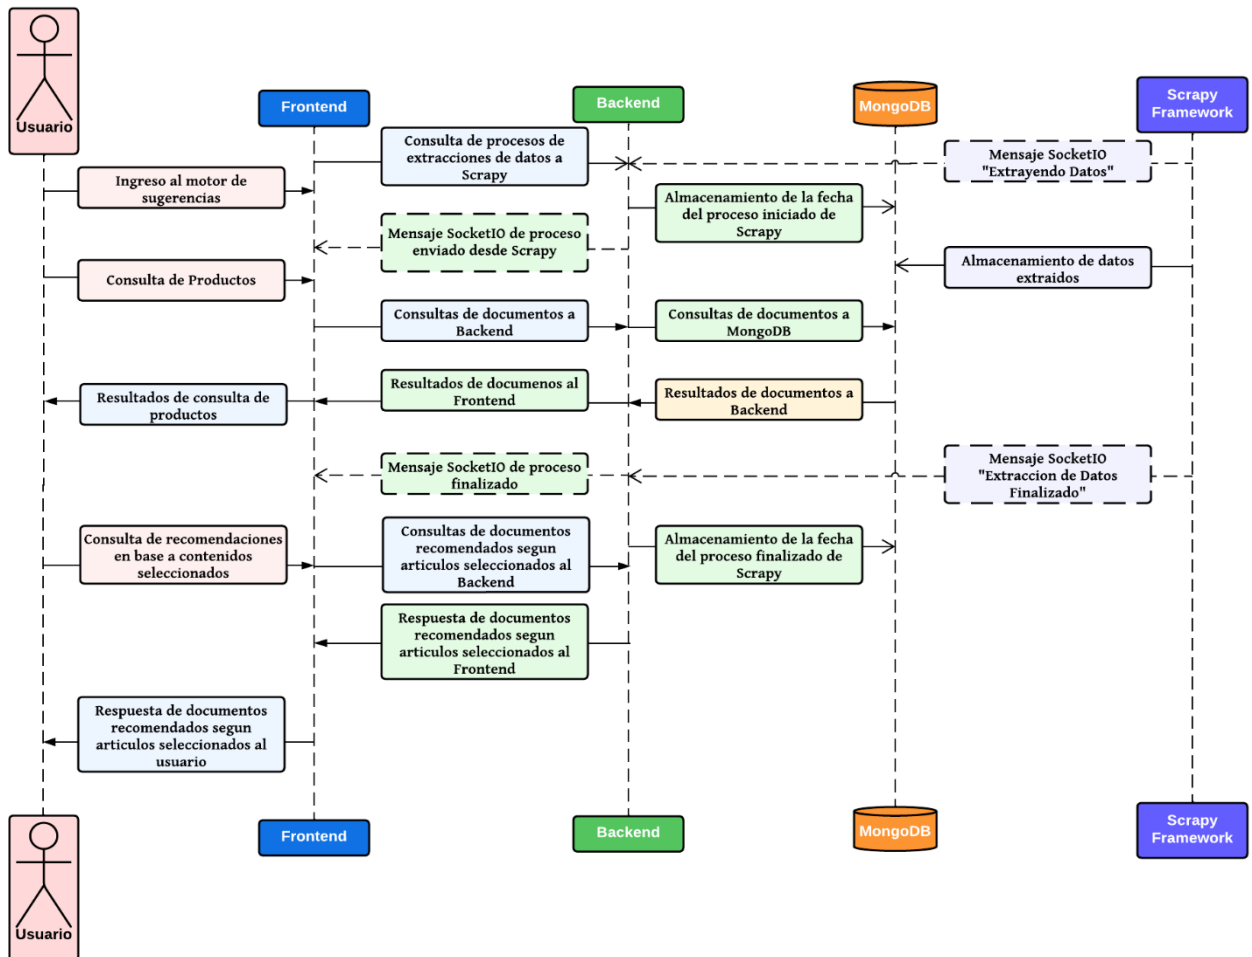 Usuario
Frontend
Backend
MongoDB
Scrapy
Framework
Consulta de procesos de
extracciones de datos a
Scrapy
Mensaje SocketIO
"Extrayendo Datos"
Ingreso al motor de
sugerencias
Almacenamiento de la fecha
del proceso iniciado de
Scrapy
Mensaje SocketIO de proceso
enviado desde Scrapy
Almacenamiento de datos
extraidos
Consulta de Productos
Consultas de documentos a
Backend
Consultas de documentos a
MongoDB
Resultados de consulta de
productos
Resultados de documenos al
Frontend
Resultados de documentos a
Backend
Mensaje SocketIO de proceso
finalizado
Mensaje SocketIO
"Extraccion de Datos
Finalizado"
Consulta de recomendaciones
en base a contenidos
seleccionados
Consultas de documentos
recomendados segun
articulos seleccionados al
Backend
Almacenamiento de la fecha
del proceso finalizado de
Scrapy
Respuesta de documentos
recomendados segun
articulos seleccionados al
Frontend
Respuesta de documentos
recomendados segun
articulos seleccionados al
usuario
Usuario
Frontend
Backend
MongoDB
Scrapy
Framework